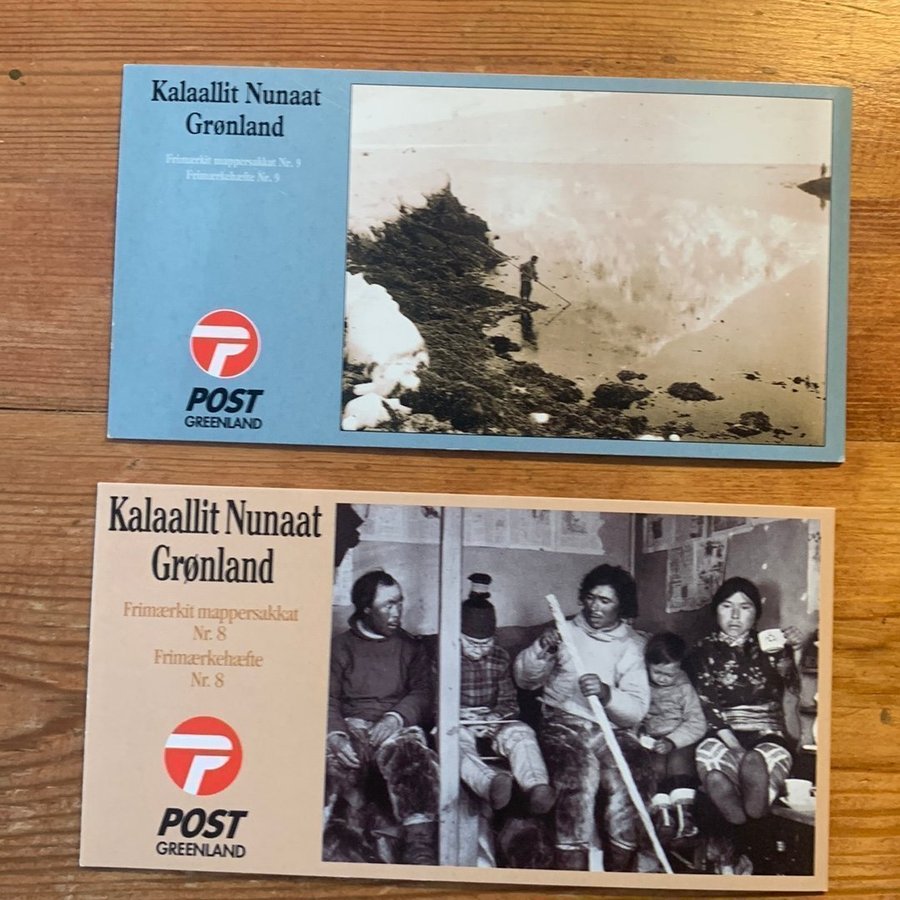 Kalaallit Nunaat
Grønland
Frimærkit mappersakkat Nr. 9
Frimærkehæfte Nr. 9
POST
GREENLAND
Kalaallit Nunaat
Grønland
Frimærkit mappersakkat
Nr. 8
Frimærkehæfte
Nr. 8
POST
GREENLAND